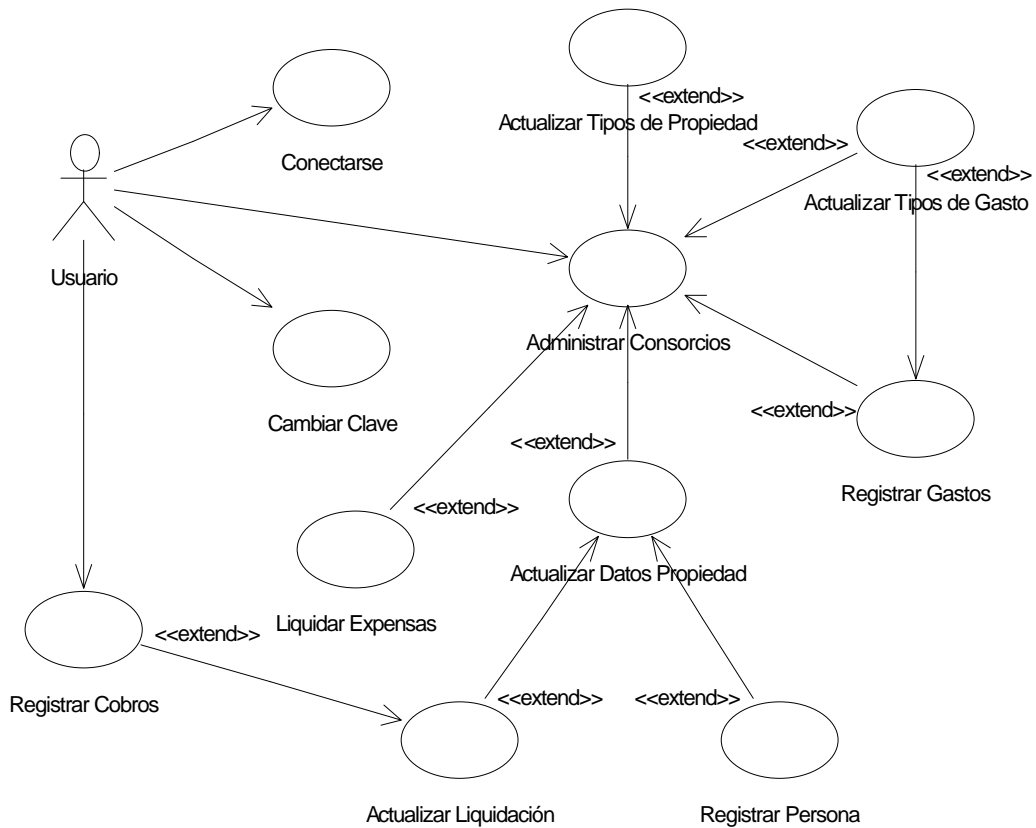 <<extend>>
Actualizar Tipos de Propiedad
<<extend>>
Conectarse
<<extend>>
Actualizar Tipos de Gasto
Usuario
Administrar Consorcios
<<extend>>
Cambiar Clave
<<extend>>
Registrar Gastos
<<extend>>
Actualizar Datos Propiedad
Liquidar Expensas
<<extend>>
Registrar Cobros
<<extend>>
<<extend>>
Actualizar Liquidación
Registrar Persona